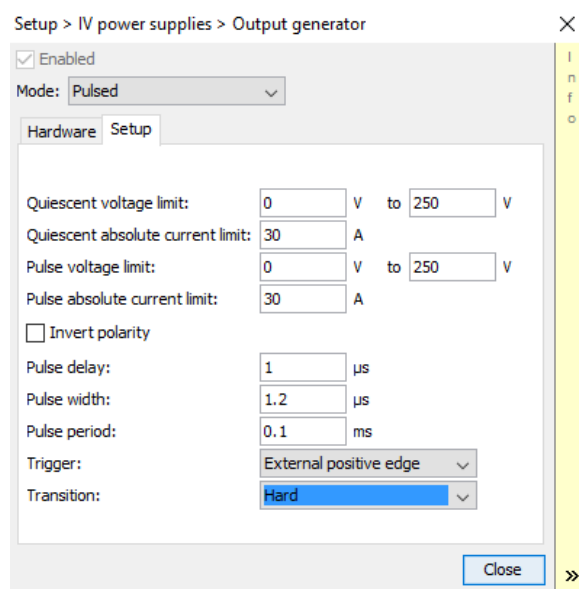 Setup > IV power supplies > Output generator
Enabled
Mode: Pulsed
Hardware Setup
Quiescent voltage limit: 0 V to 250 V
Quiescent absolute current limit: 30 A
Pulse voltage limit: 0 V to 250 V
Pulse absolute current limit: 30 A
Invert polarity
Pulse delay: 1 µs
Pulse width: 1.2 µs
Pulse period: 0.1 ms
Trigger: External positive edge
Transition: Hard
Close
I
n
f
o
»